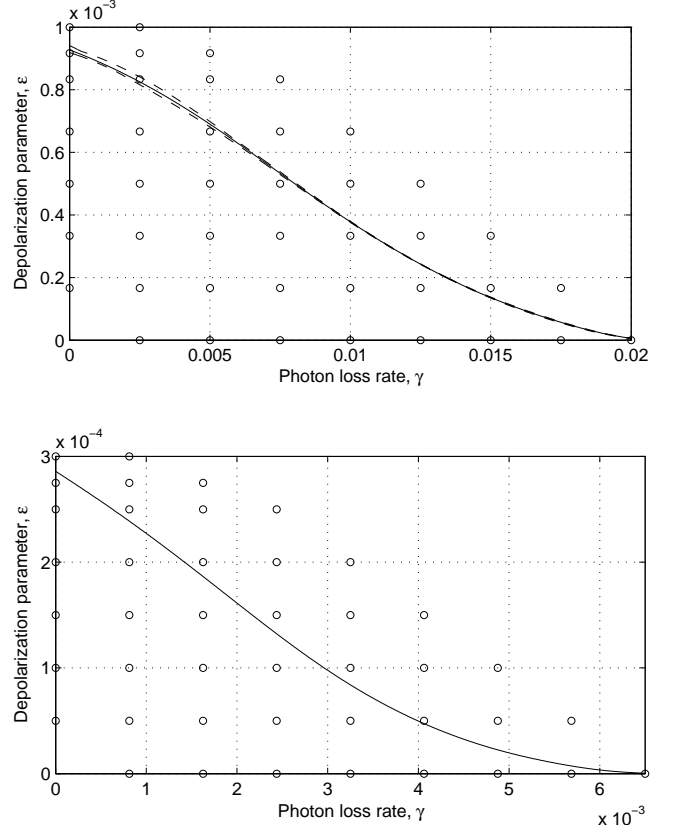 x 10⁻³
1
0.8
0.6
0.4
0.2
0
Depolarization parameter, ε
0 0.005 0.01 0.015 0.02
Photon loss rate, γ
x 10⁻⁴
3
2
1
0
Depolarization parameter, ε
0 1 2 3 4 5 6
Photon loss rate, γ
x 10⁻³